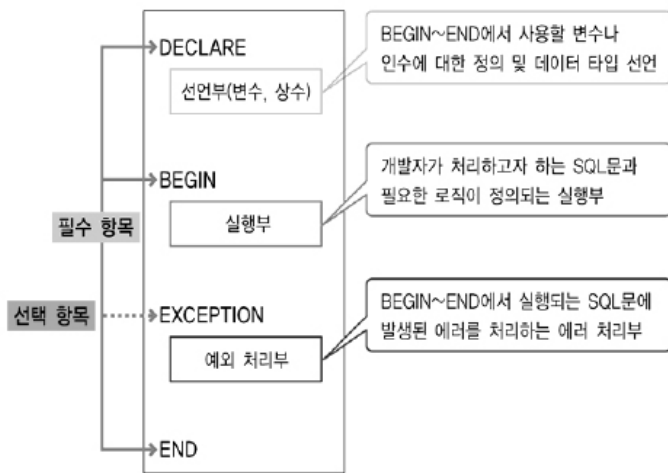 DECLARE
선언부(변수, 상수)
BEGIN~END에서 사용할 변수나
인수에 대한 정의 및 데이터 타입 선언
BEGIN
실행부
개발자가 처리하고자 하는 SQL문과
필요한 로직이 정의되는 실행부
필수 항목
선택 항목
EXCEPTION
예외 처리부
BEGIN~END에서 실행되는 SQL문에
발생된 에러를 처리하는 에러 처리부
END